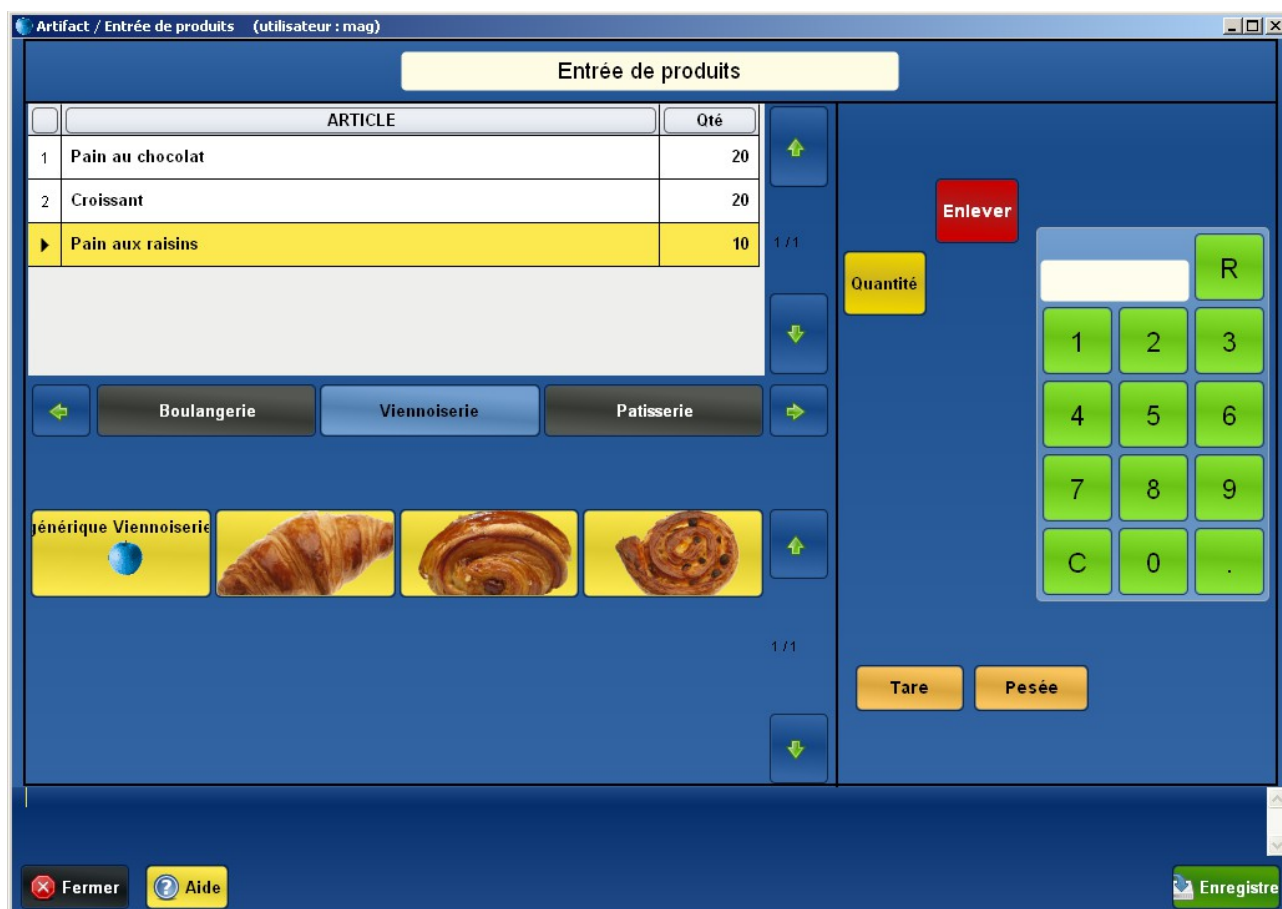 Artifact / Entrée de produits (utilisateur : mag)
Entrée de produits
ARTICLE Qté
1 Pain au chocolat 20
2 Croissant 20
Pain aux raisins 10
1 / 1
Enlever
Quantité
R
1 2 3
4 5 6
7 8 9
C 0 .
Boulangerie Viennoiserie Patisserie
générique Viennoiserie
1 / 1
Tare Pesée
Fermer Aide Enregistre